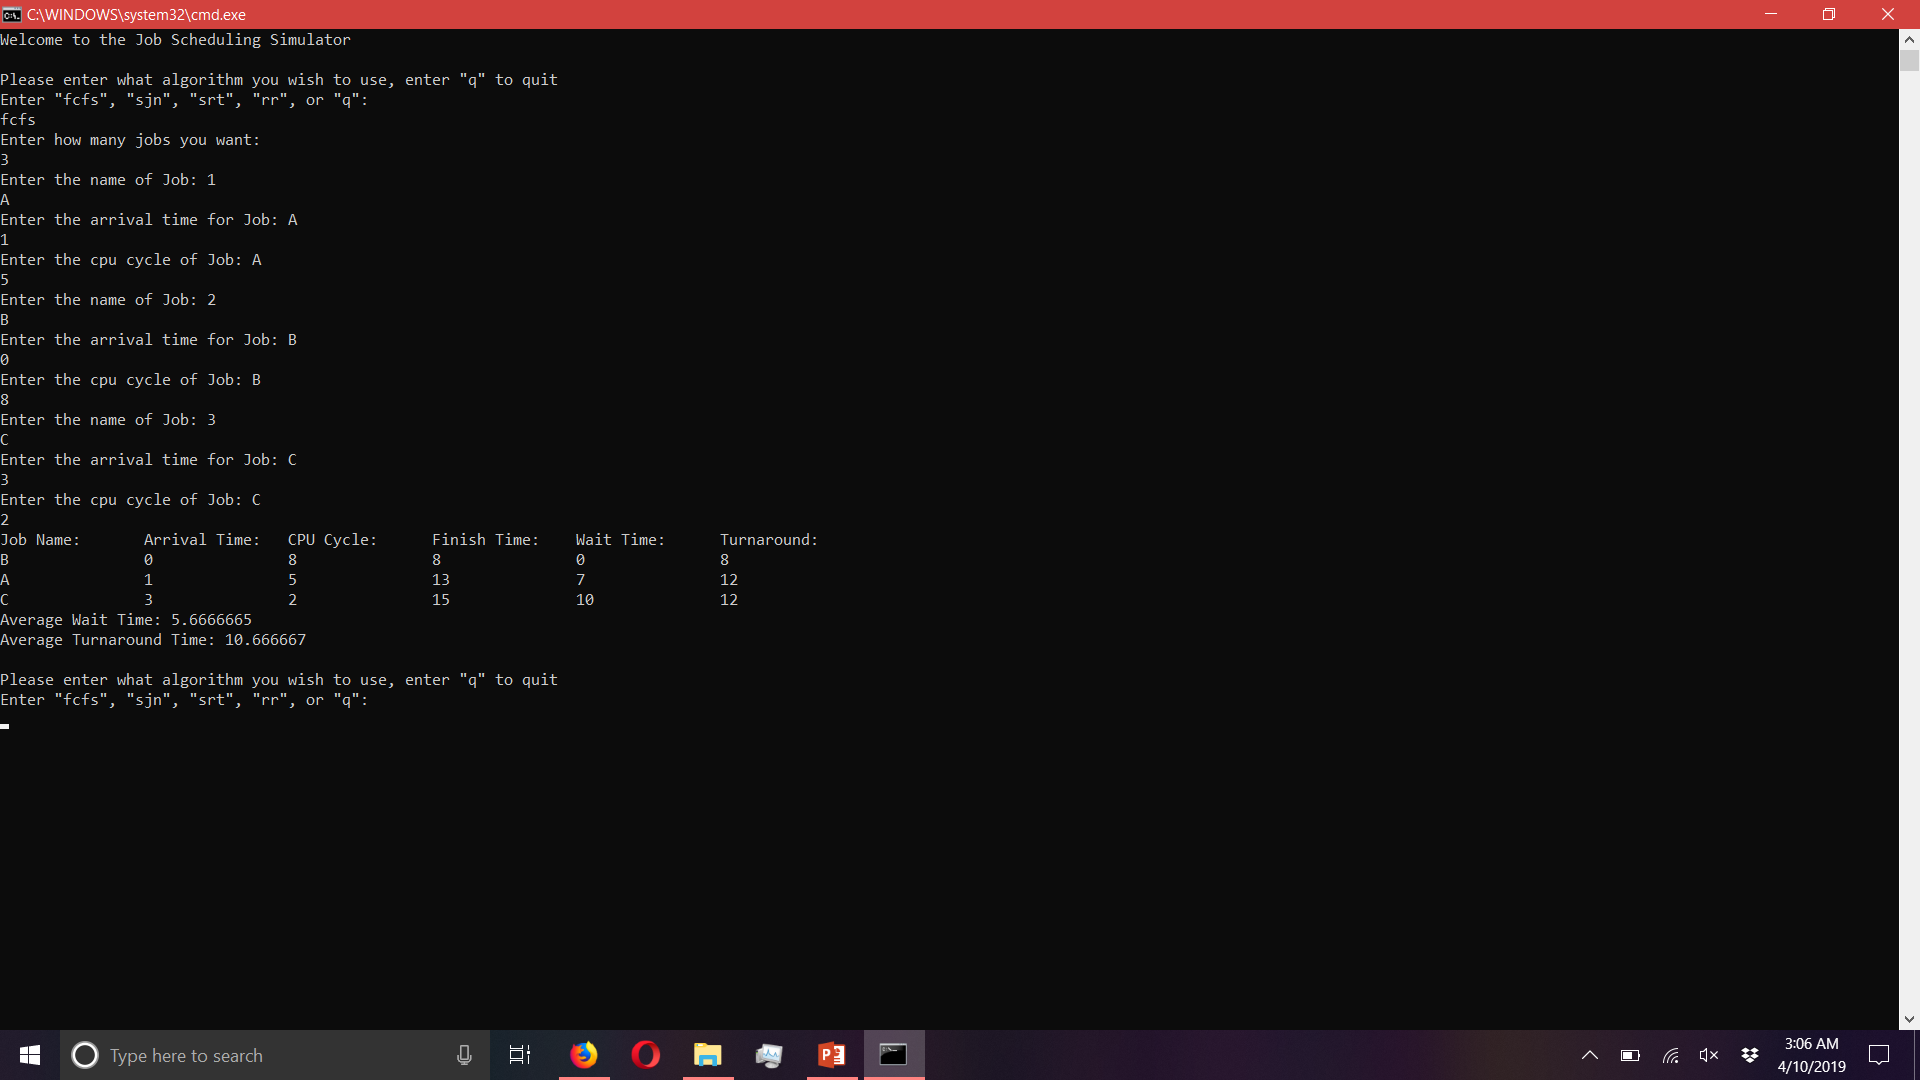 C:\WINDOWS\system32\cmd.exe
Welcome to the Job Scheduling Simulator
Please enter what algorithm you wish to use, enter "q" to quit
Enter "fcfs", "sjn", "srt", "rr", or "q":
fcfs
Enter how many jobs you want:
3
Enter the name of Job: 1
A
Enter the arrival time for Job: A
1
Enter the cpu cycle of Job: A
5
Enter the name of Job: 2
B
Enter the arrival time for Job: B
0
Enter the cpu cycle of Job: B
8
Enter the name of Job: 3
C
Enter the arrival time for Job: C
3
Enter the cpu cycle of Job: C
2
Job Name: Arrival Time: CPU Cycle: Finish Time: Wait Time: Turnaround:
B 0 8 8 0 8
A 1 5 13 7 12
C 3 2 15 10 12
Average Wait Time: 5.6666665
Average Turnaround Time: 10.666667
Please enter what algorithm you wish to use, enter "q" to quit
Enter "fcfs", "sjn", "srt", "rr", or "q":
Type here to search
3:06 AM
4/10/2019